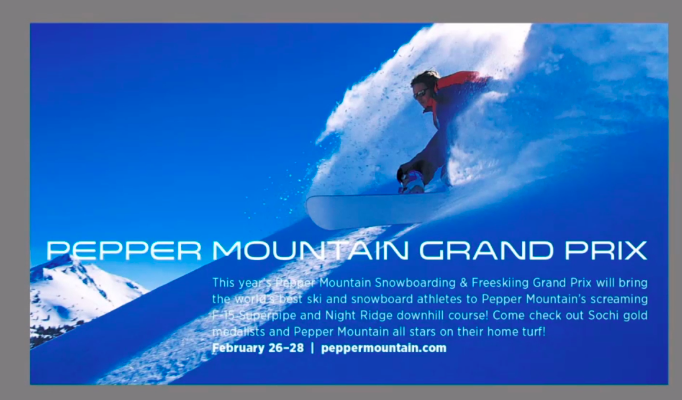 PEPPER MOUNTAIN GRAND PRIX
This year's Pepper Mountain Snowboarding & Freeskiing Grand Prix will bring
the world's best ski and snowboard athletes to Pepper Mountain's screaming
F-15 Superpipe and Night Ridge downhill course! Come check out Sochi gold
medalists and Pepper Mountain all stars on their home turf!
February 26–28 | peppermountain.com